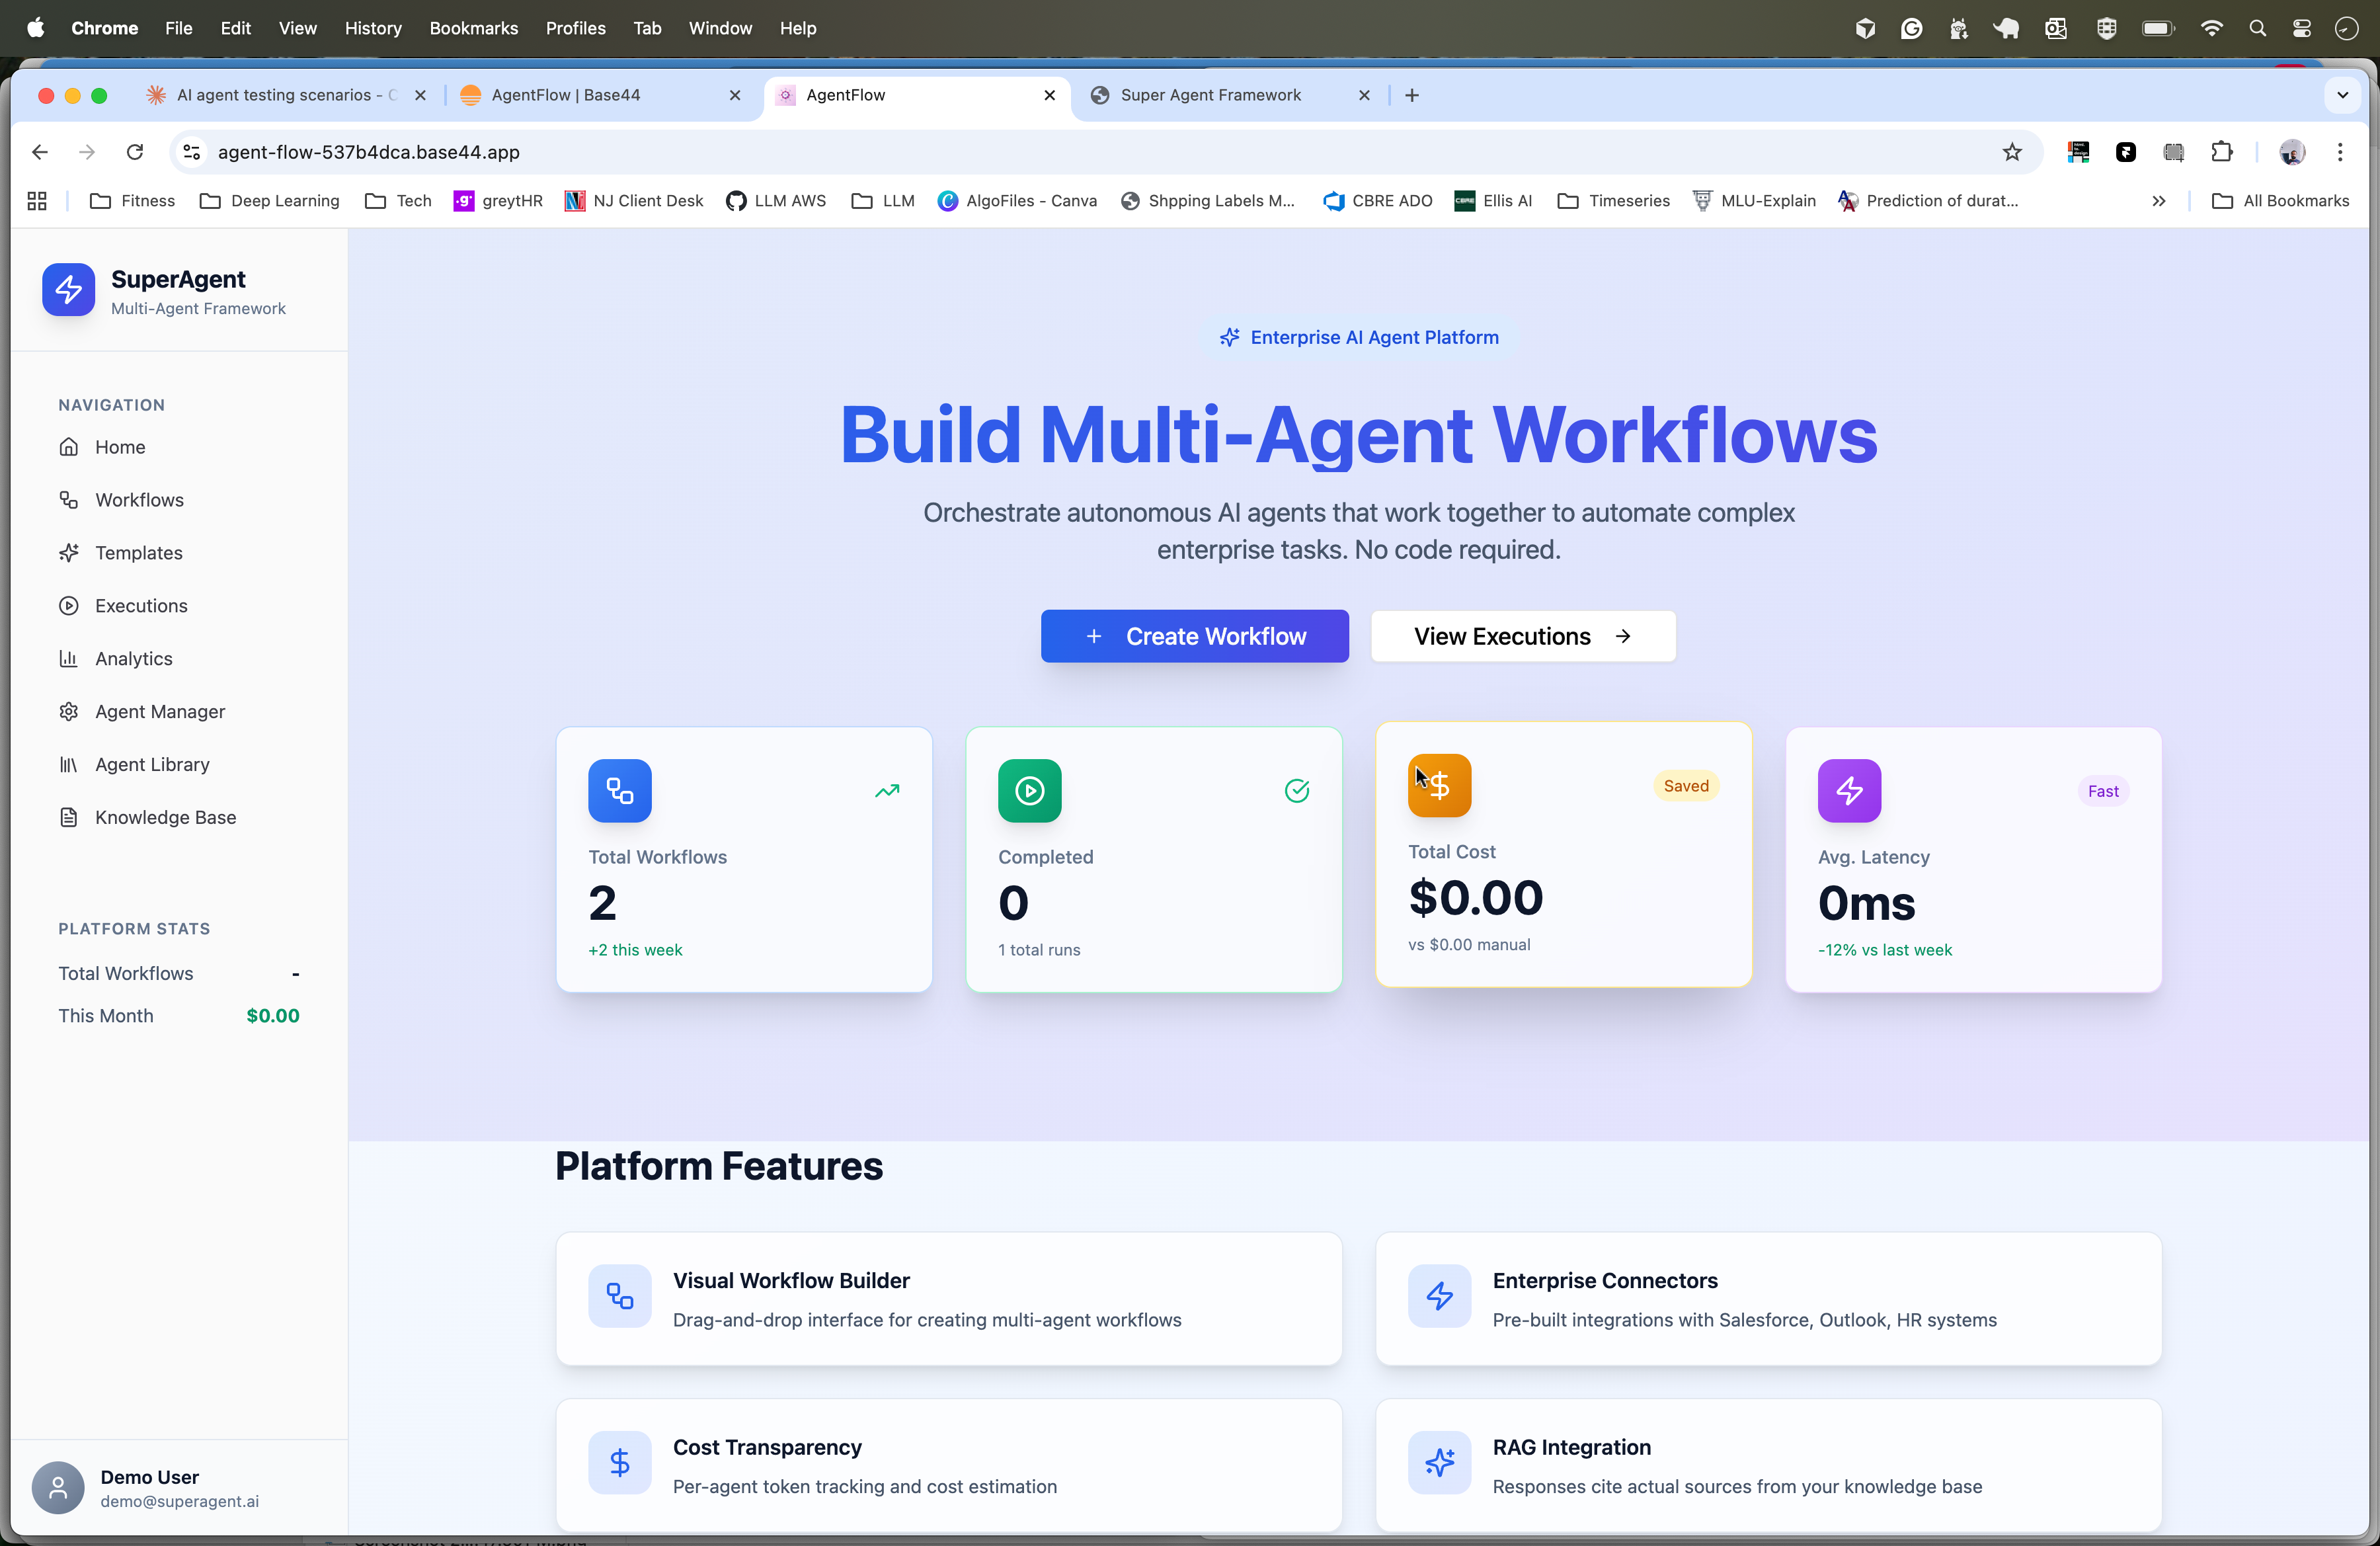 Chrome File Edit View History Bookmarks Profiles Tab Window Help
AI agent testing scenarios - C
AgentFlow | Base44
AgentFlow
Super Agent Framework
agent-flow-537b4dca.base44.app
Fitness
Deep Learning
Tech
greytHR
NJ Client Desk
LLM AWS
LLM
AlgoFiles - Canva
Shpping Labels M...
CBRE ADO
Ellis AI
Timeseries
MLU-Explain
Prediction of durat...
All Bookmarks
SuperAgent
Multi-Agent Framework
NAVIGATION
Home
Workflows
Templates
Executions
Analytics
Agent Manager
Agent Library
Knowledge Base
PLATFORM STATS
Total Workflows -
This Month $0.00
Demo User
demo@superagent.ai
Enterprise AI Agent Platform
Build Multi-Agent Workflows
Orchestrate autonomous AI agents that work together to automate complex
enterprise tasks. No code required.
+ Create Workflow
View Executions →
Total Workflows
2
+2 this week
Completed
0
1 total runs
Saved
Total Cost
$0.00
vs $0.00 manual
Fast
Avg. Latency
0ms
-12% vs last week
Platform Features
Visual Workflow Builder
Drag-and-drop interface for creating multi-agent workflows
Enterprise Connectors
Pre-built integrations with Salesforce, Outlook, HR systems
Cost Transparency
Per-agent token tracking and cost estimation
RAG Integration
Responses cite actual sources from your knowledge base